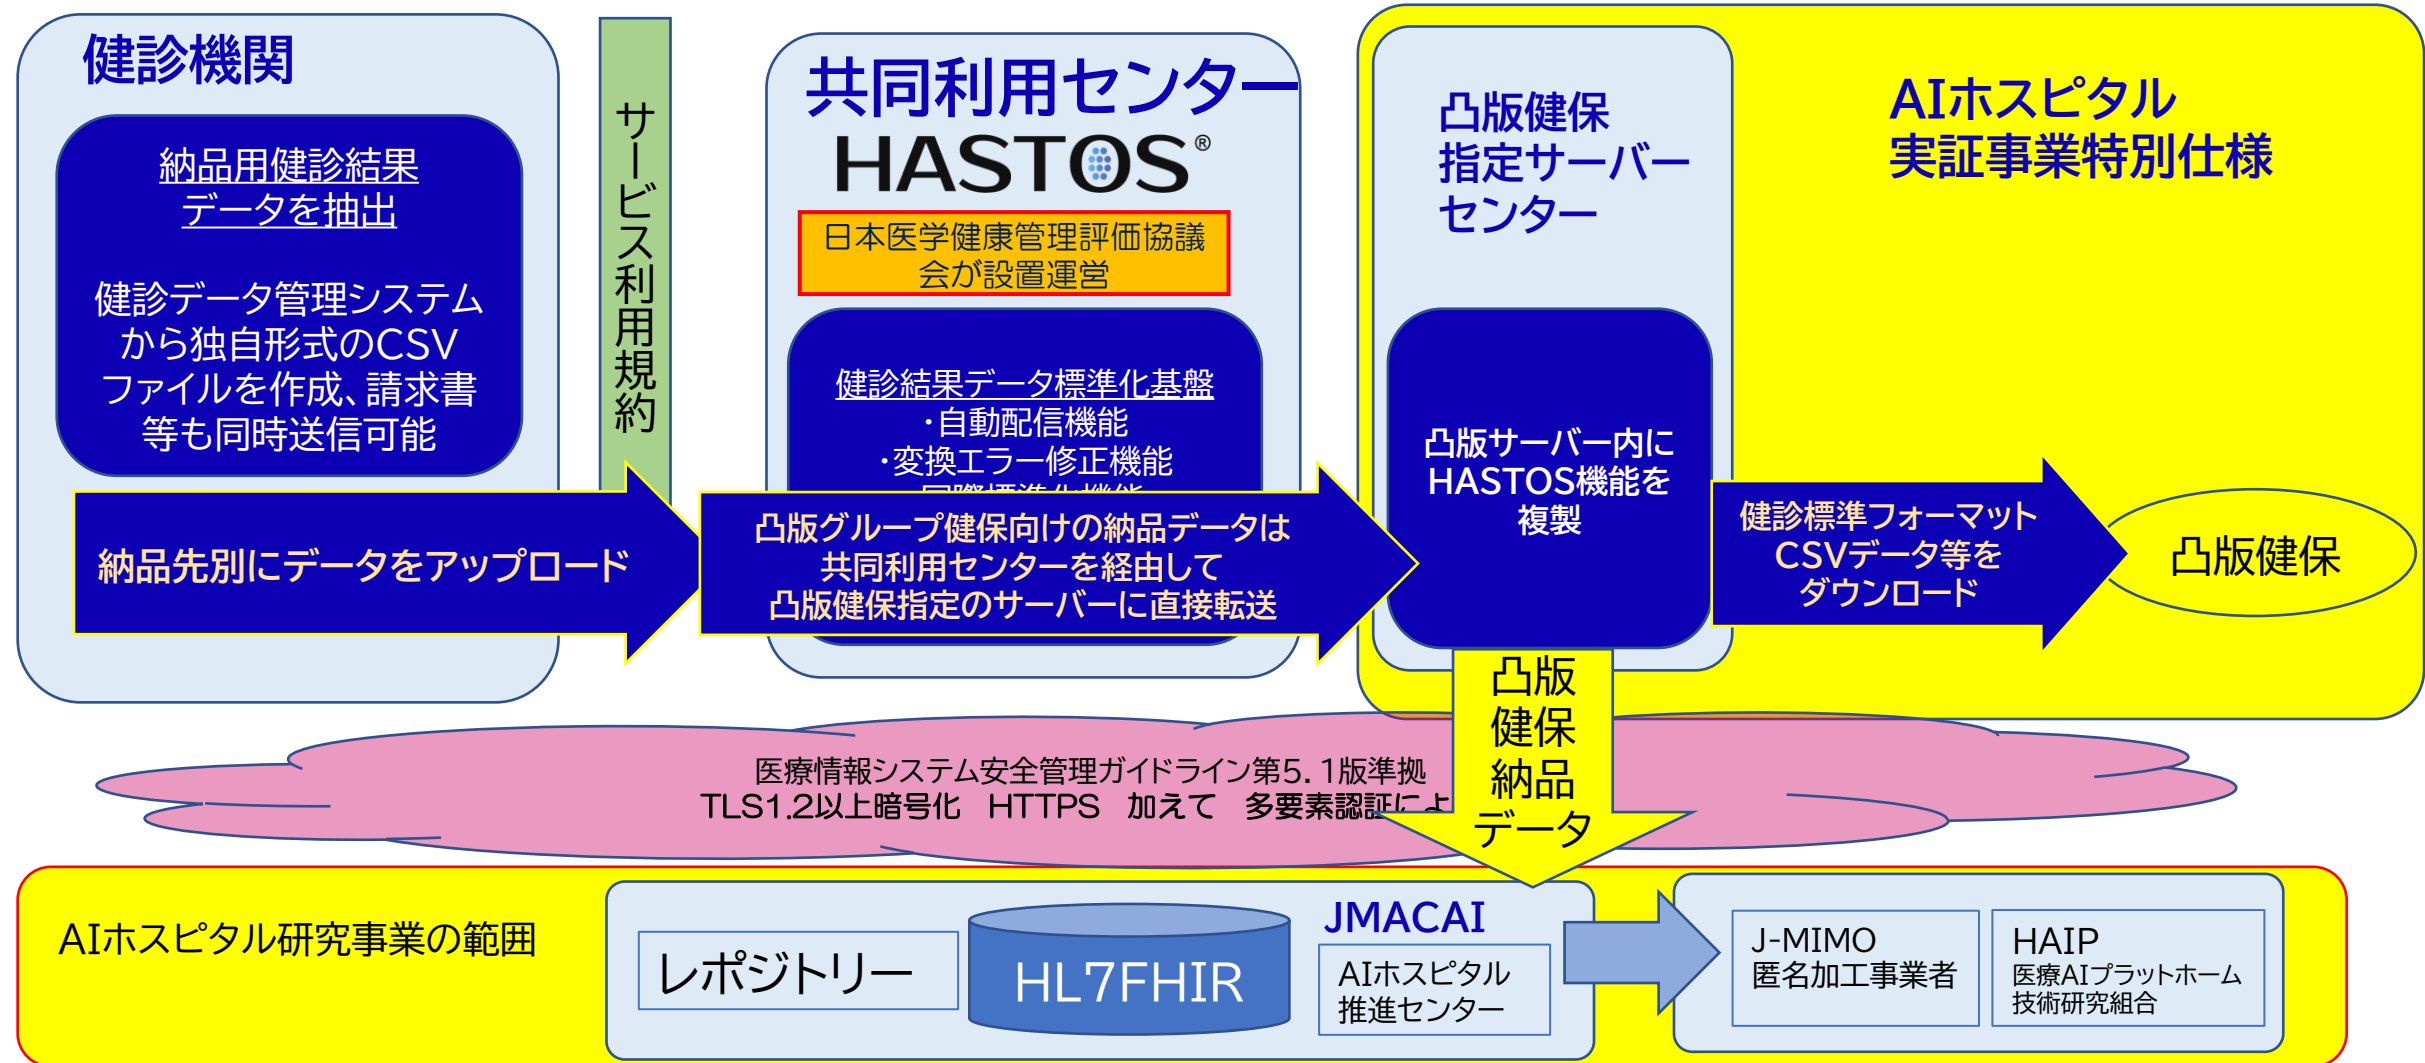 健診機関
納品用健診結果
データを抽出
健診データ管理システム
から独自形式のCSV
ファイルを作成、請求書
等も同時送信可能
納品先別にデータをアップロード
サービス利用規約
共同利用センター
HASTOS®
日本医学健康管理評価協議
会が設置運営
健診結果データ標準化基盤
・自動配信機能
・変換エラー修正機能
凸版グループ健保向けの納品データは
共同利用センターを経由して
凸版健保指定のサーバーに直接転送
凸版健保
指定サーバー
センター
凸版サーバー内に
HASTOS機能を
複製
AIホスピタル
実証事業特別仕様
健診標準フォーマット
CSVデータ等を
ダウンロード
凸版健保
凸版
健保
納品
データ
医療情報システム安全管理ガイドライン第5.1版準拠
TLS1.2以上暗号化 HTTPS 加えて 多要素認証によ
AIホスピタル研究事業の範囲
レポジトリー
HL7FHIR
JMACAI
AIホスピタル
推進センター
J-MIMO
匿名加工事業者
HAIP
医療AIプラットホーム
技術研究組合